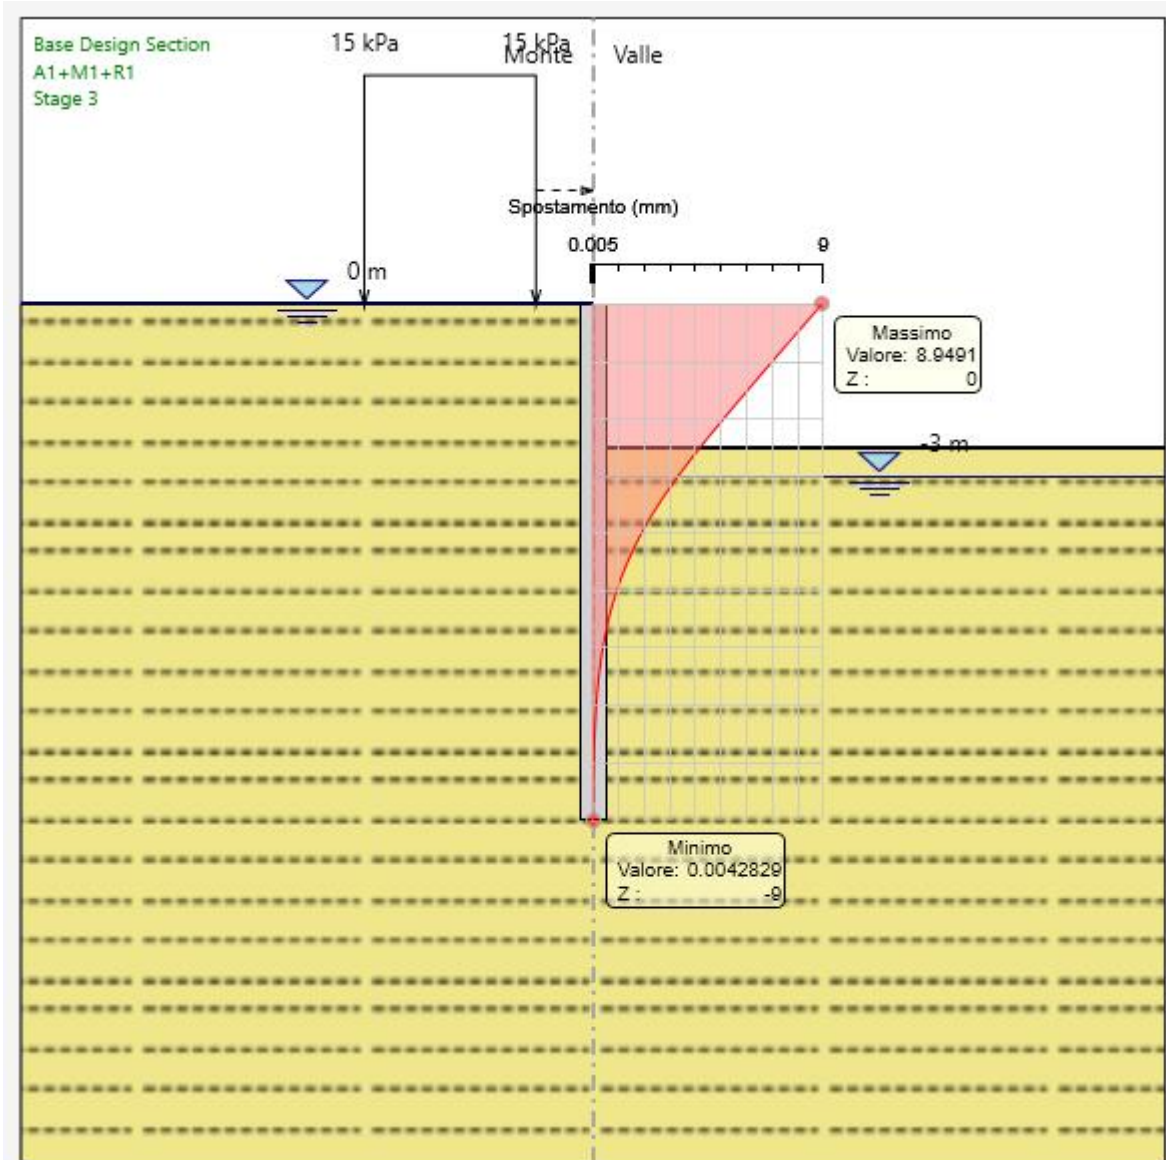 Base Design Section
A1+M1+R1
Stage 3
15 kPa
15 kPa
Monte
Valle
Spostamento (mm)
0.005
9
0 m
Massimo
Valore: 8.9491
Z : 0
-3 m
Minimo
Valore: 0.0042829
Z : -9